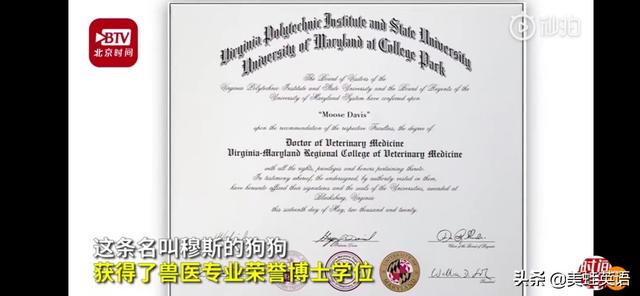 BTV
北京时间
秒拍
Virginia Polytechnic Institute and State University
University of Maryland at College Park
The Board of Visitors of the
Virginia Polytechnic Institute and State University and the Board of Regents of the
University of Maryland System have conferred upon
"Moose Davis"
upon the recommendation of the respective Faculties, the degree of
Doctor of Veterinary Medicine
Virginia-Maryland Regional College of Veterinary Medicine
with all the rights, privileges and honors pertaining thereto.
In testimony whereof, the undersigned, by authority vested in them,
have hereunto affixed their signatures and the seals of the Universities, awarded at
Blacksburg, Virginia
this sixteenth day of May, two thousand and twenty.
这条名叫穆斯的狗狗
获得了兽医专业荣誉博士学位
时间
头条 @美蛙英语